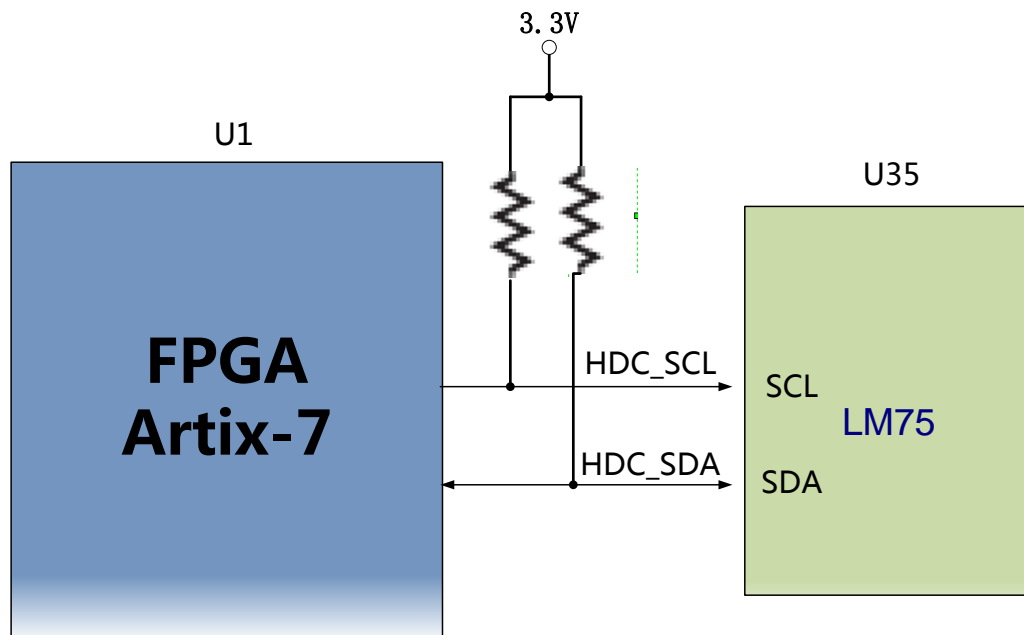 3.3V
U1
U35
FPGA
Artix-7
HDC_SCL
SCL
LM75
HDC_SDA
SDA